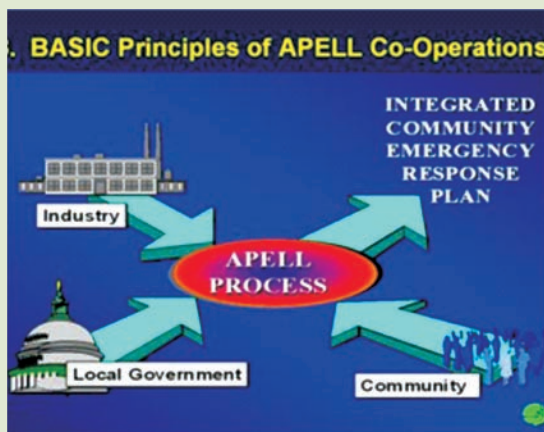 . BASIC Principles of APELL Co-Operations
INTEGRATED
COMMUNITY
EMERGENCY
RESPONSE
PLAN
Industry
APELL
PROCESS
Local Government
Community